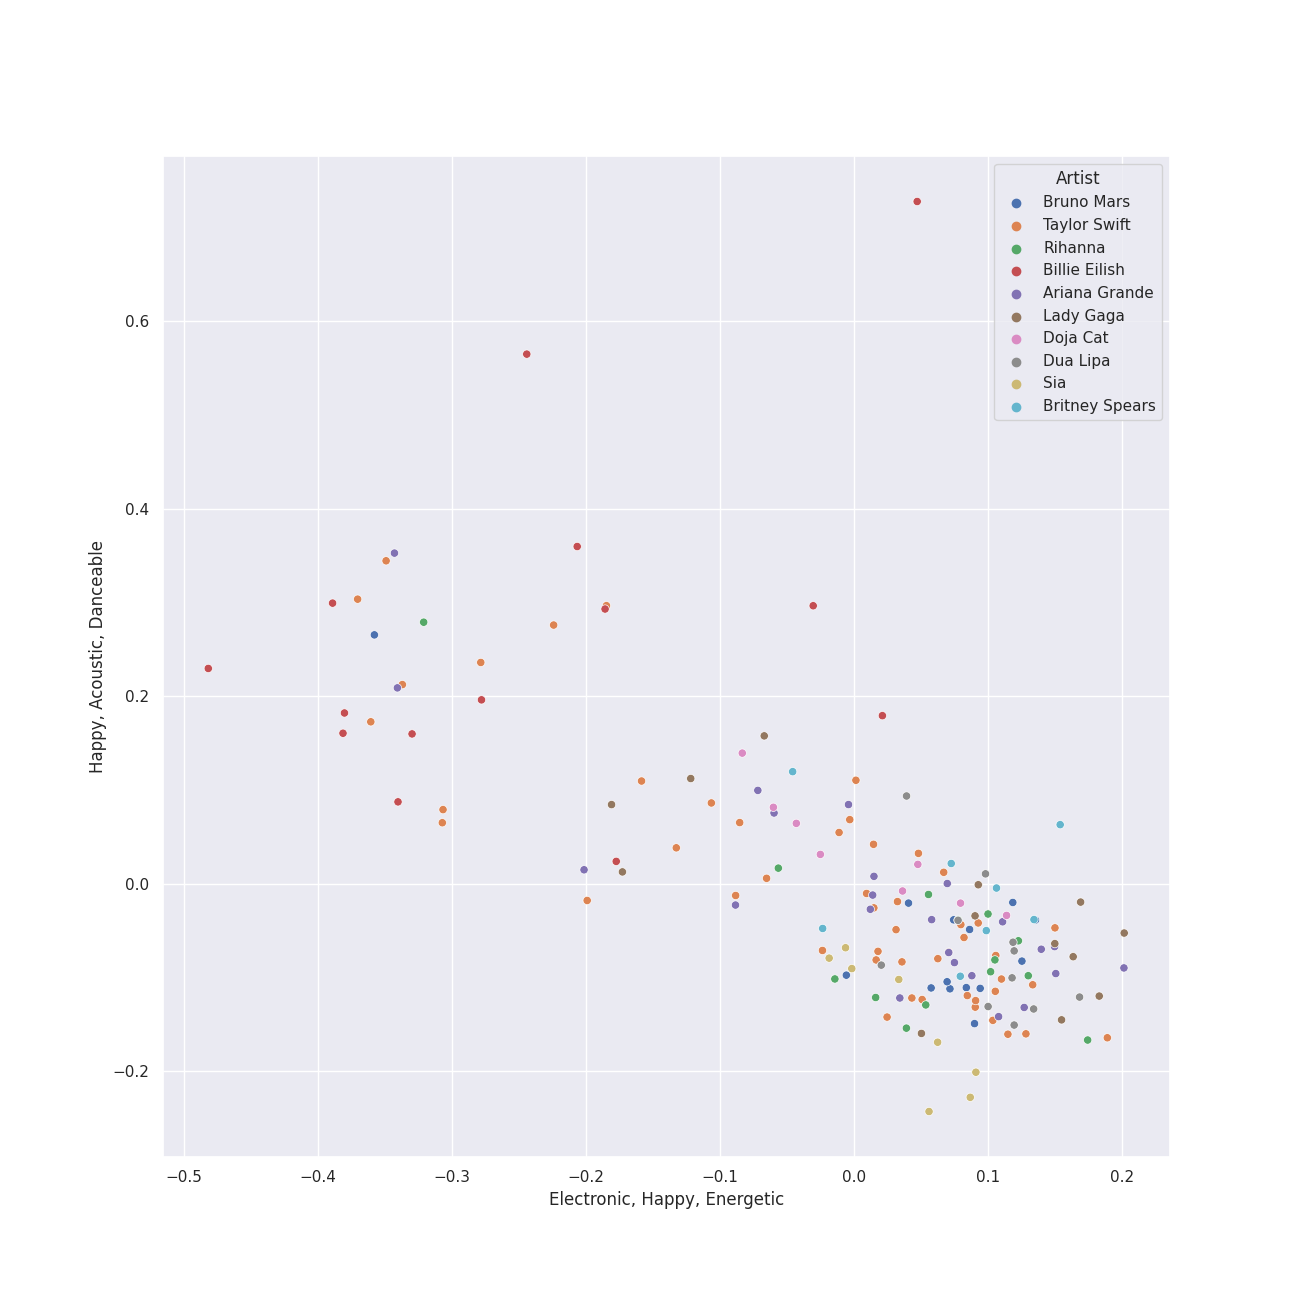 Artist
Bruno Mars
Taylor Swift
Rihanna
Billie Eilish
Ariana Grande
Lady Gaga
Doja Cat
Dua Lipa
Sia
Britney Spears
0.6
0.4
0.2
0.0
−0.2
Happy, Acoustic, Danceable
−0.5 −0.4 −0.3 −0.2 −0.1 0.0 0.1 0.2
Electronic, Happy, Energetic